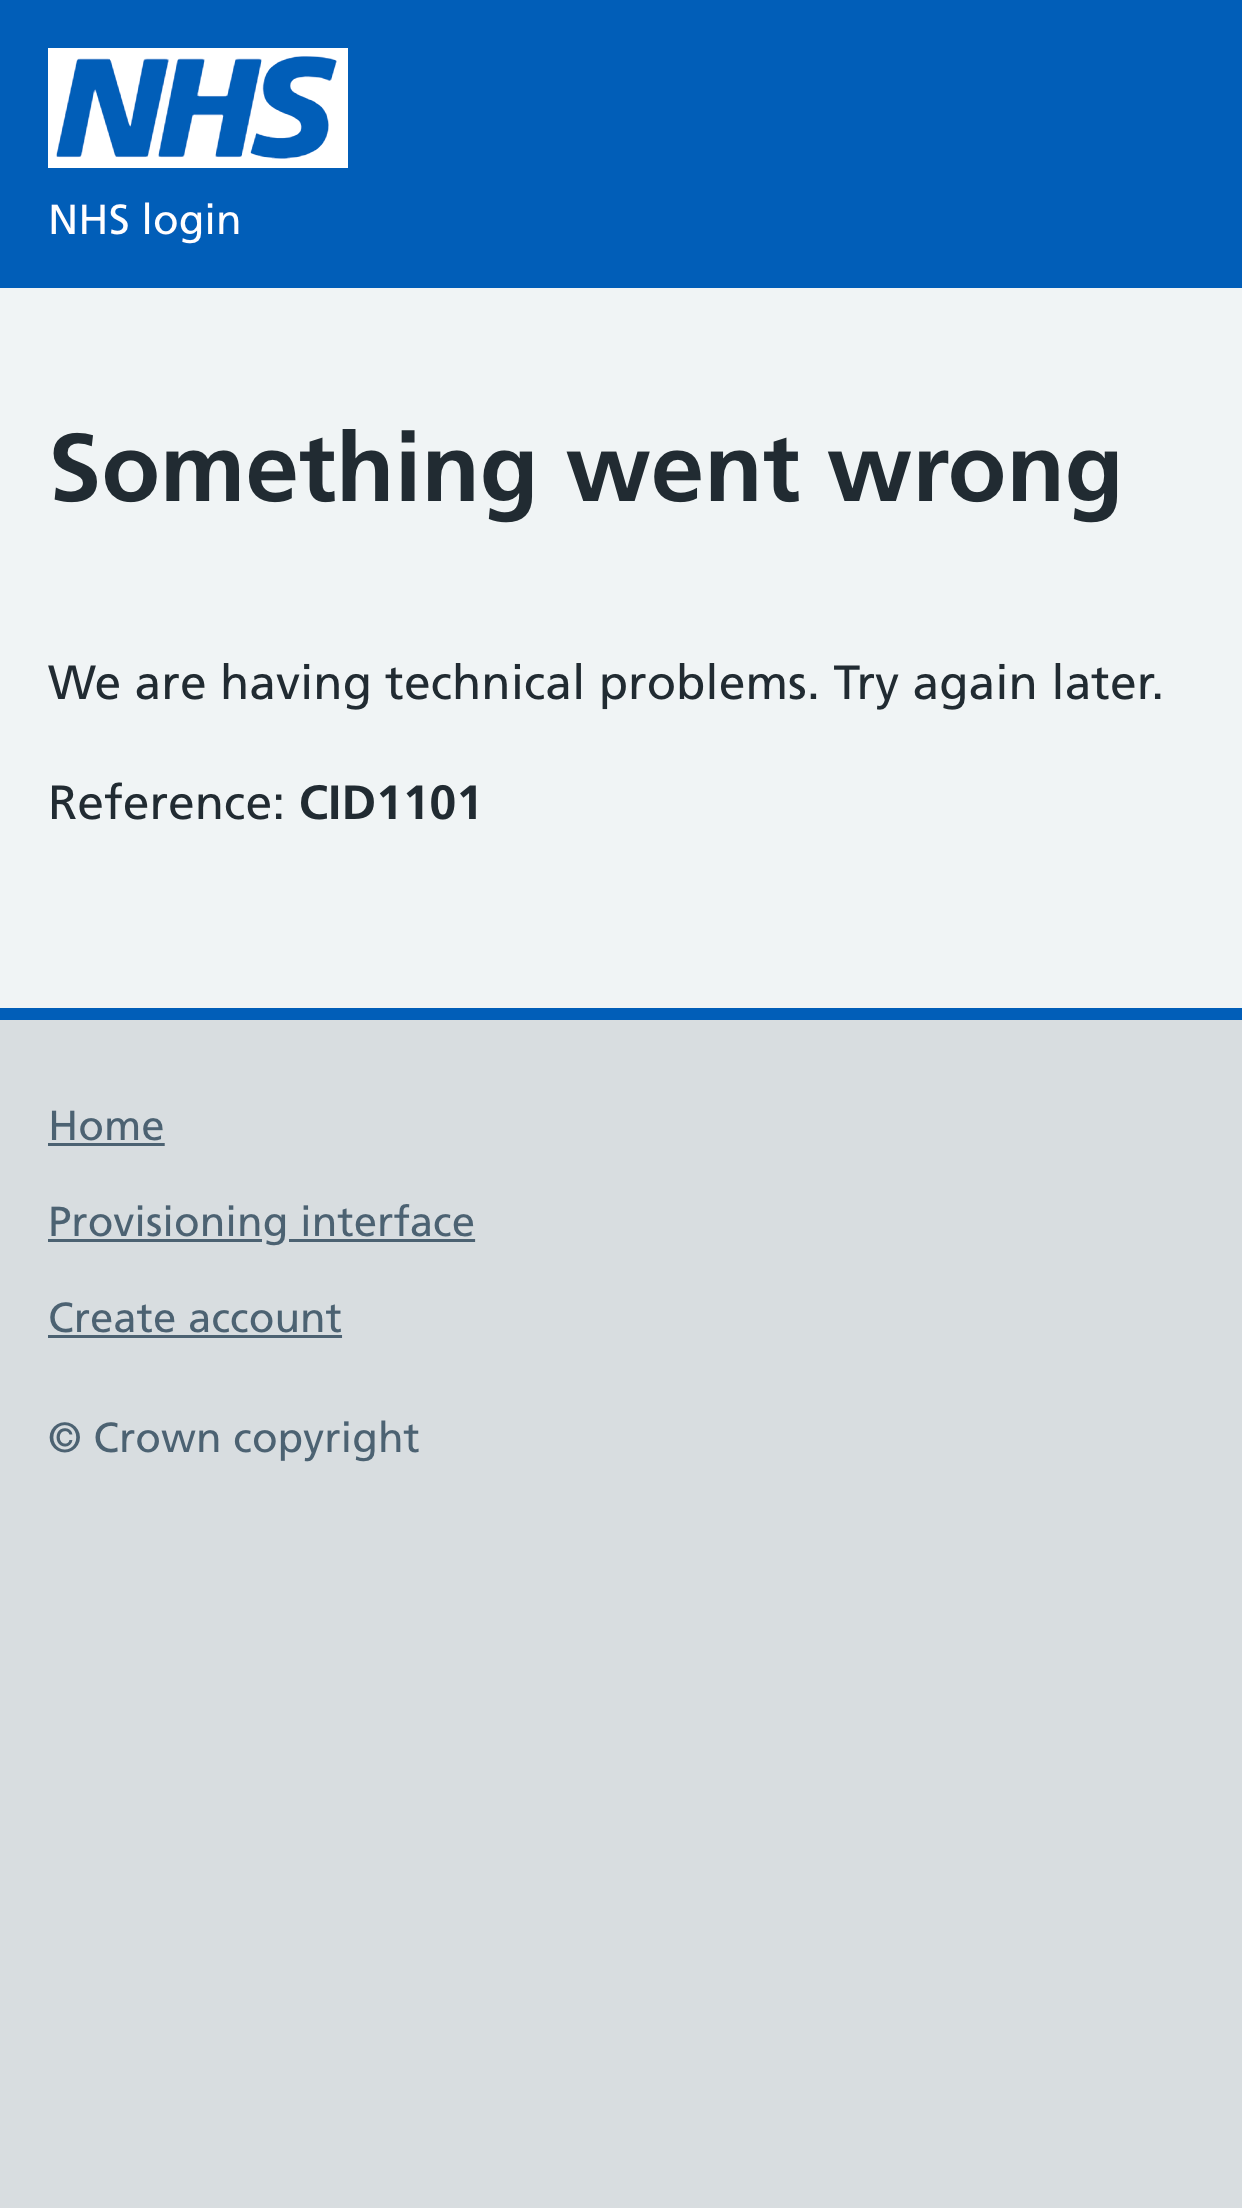 NHS
NHS login
Something went wrong
We are having technical problems. Try again later.
Reference: CID1101
Home
Provisioning interface
Create account
© Crown copyright